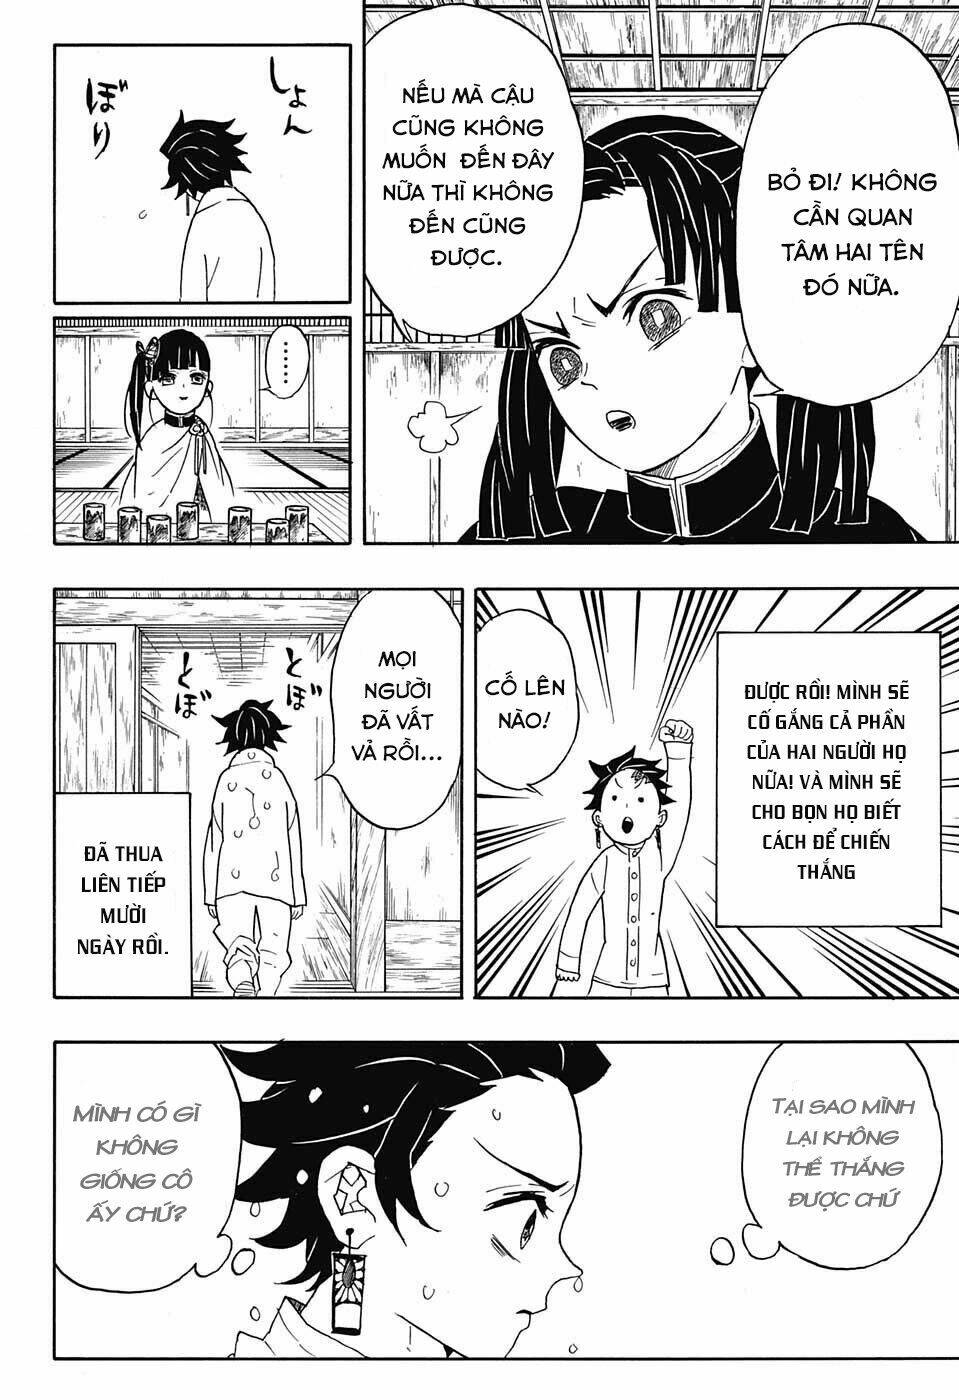 BỎ ĐI! KHÔNG
CẦN QUAN
TÂM HAI TÊN
ĐÓ NỮA.
NẾU MÀ CẬU
CŨNG KHÔNG
MUỐN ĐẾN ĐÂY
NỮA THÌ KHÔNG
ĐẾN CŨNG
ĐƯỢC.
しょん
ぼり
........
ĐƯỢC RỒI! MÌNH SẼ
CỐ GẮNG CẢ PHẦN
CỦA HAI NGƯỜI HỌ
NỮA! VÀ MÌNH SẼ
CHO BỌN HỌ BIẾT
CÁCH ĐỂ CHIẾN
THẮNG
CỐ LÊN
NÀO!
MỌI
NGƯỜI
ĐÃ VẤT
VẢ RỒI...
とぼ
とぼ
ĐÃ THUA
LIÊN TIẾP
MƯỜI
NGÀY RỒI.
TẠI SAO MÌNH
LẠI KHÔNG
THỂ THẮNG
ĐƯỢC CHỨ
MÌNH CÓ GÌ
KHÔNG
GIỐNG CÔ
ẤY CHỨ?